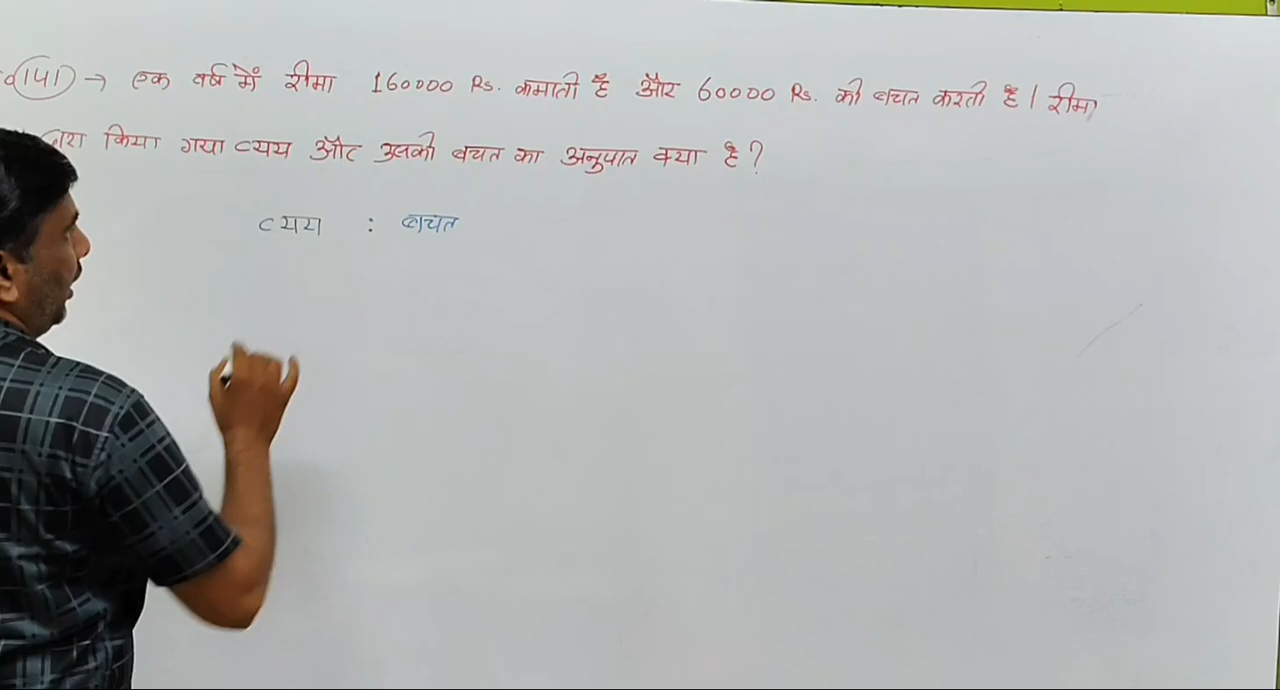 (141) → एक वर्ष में रीमा 160000 Rs. कमाती है और 60000 Rs. की बचत करती है। रीमा
द्वारा किया गया व्यय और उसकी बचत का अनुपात क्या है?
व्यय : बचत